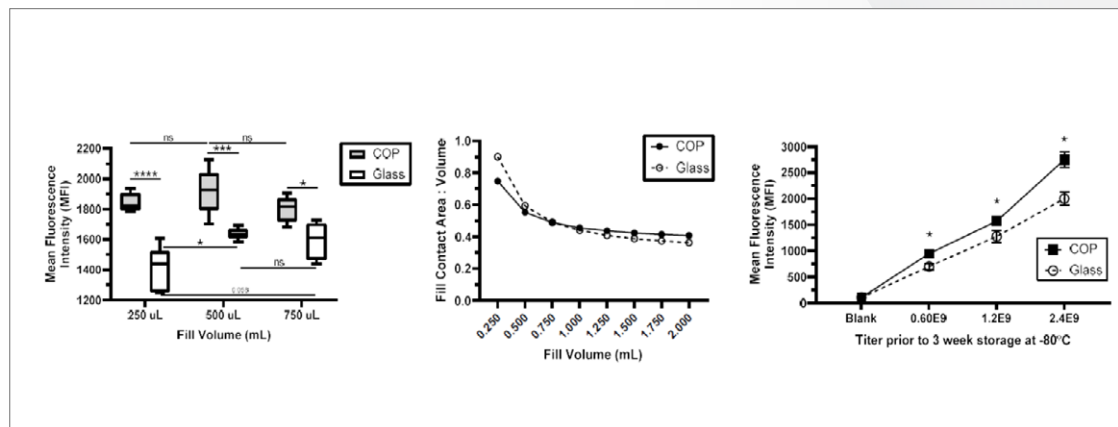 ns
ns
2200
***
COP
2000
****
*
Glass
1800
1600
*
1400
ns
1200
250 uL
500 uL
750 uL
Fill Volume (mL)
Mean Fluorescence
Intensity (MFI)
1.0
COP
0.8
Glass
0.6
0.4
0.2
0.0
0.250
0.500
0.750
1.000
1.250
1.500
1.750
2.000
Fill Volume (mL)
Fill Contact Area : Volume
3000
*
2500
2000
*
1500
*
1000
500
0
COP
Glass
Blank
0.60E9
1.2E9
2.4E9
Titer prior to 3 week storage at -80°C
Mean Fluorescence
Intensity (MFI)